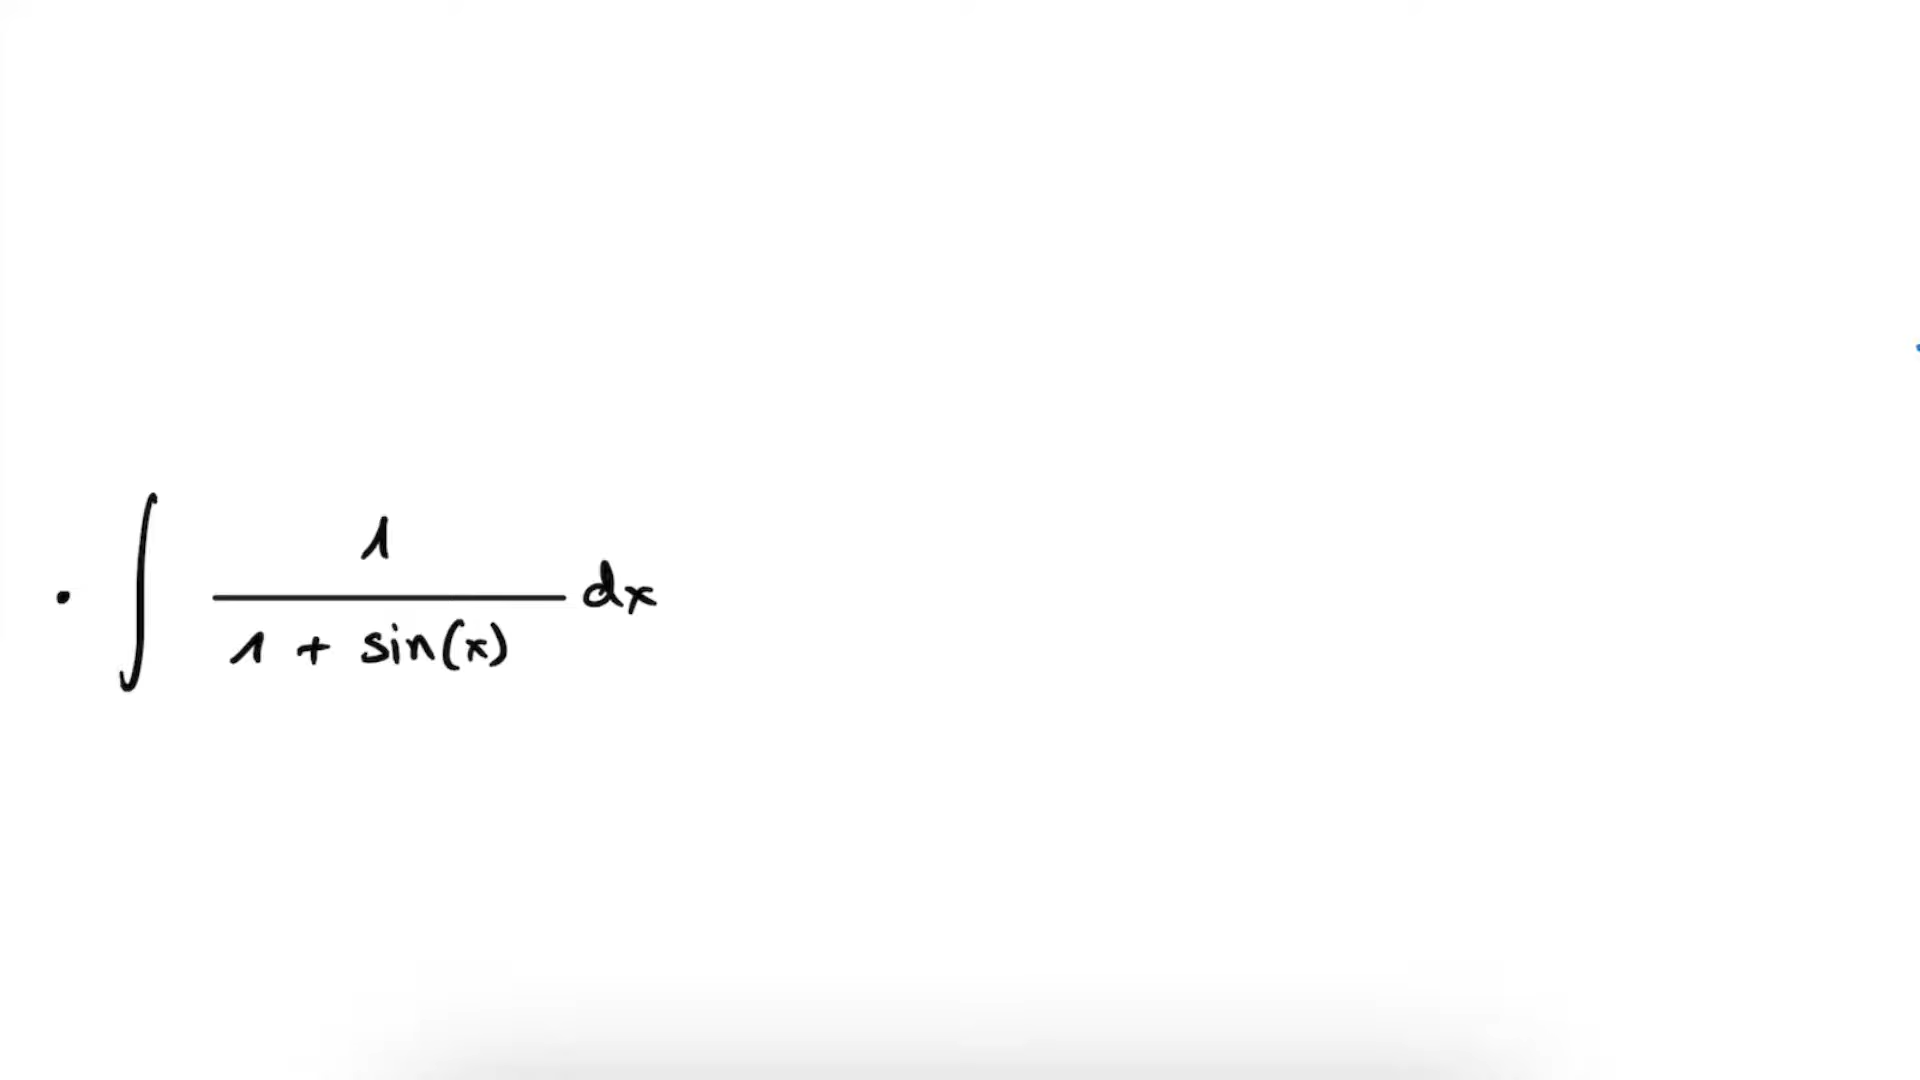 • ∫ 1 / (1 + sin(x)) dx